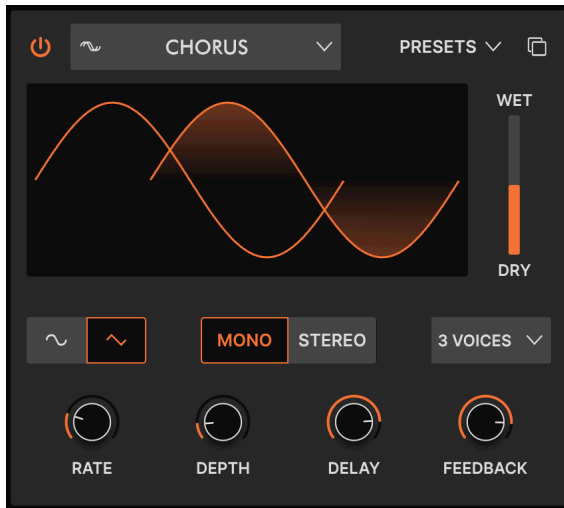 CHORUS
PRESETS
WET
DRY
MONO STEREO
3 VOICES
RATE DEPTH DELAY FEEDBACK